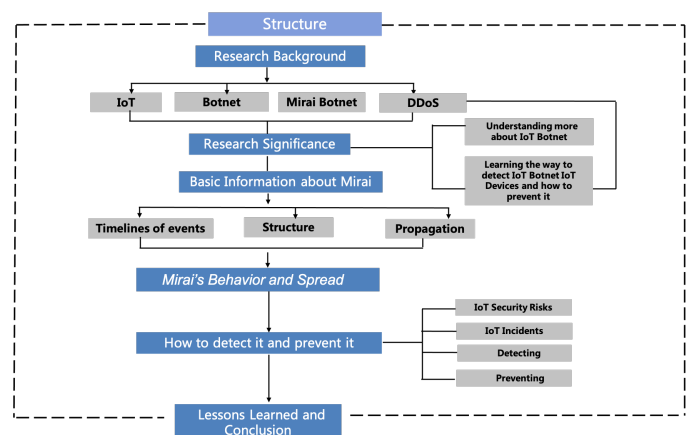 Structure
Research Background
IoT
Botnet
Mirai Botnet
DDoS
Understanding more
about IoT Botnet
Research Significance
Learning the way to
detect IoT Botnet IoT
Devices and how to
prevent it
Basic Information about Mirai
Timelines of events
Structure
Propagation
Mirai's Behavior and Spread
IoT Security Risks
IoT Incidents
How to detect it and prevent it
Detecting
Preventing
Lessons Learned and
Conclusion